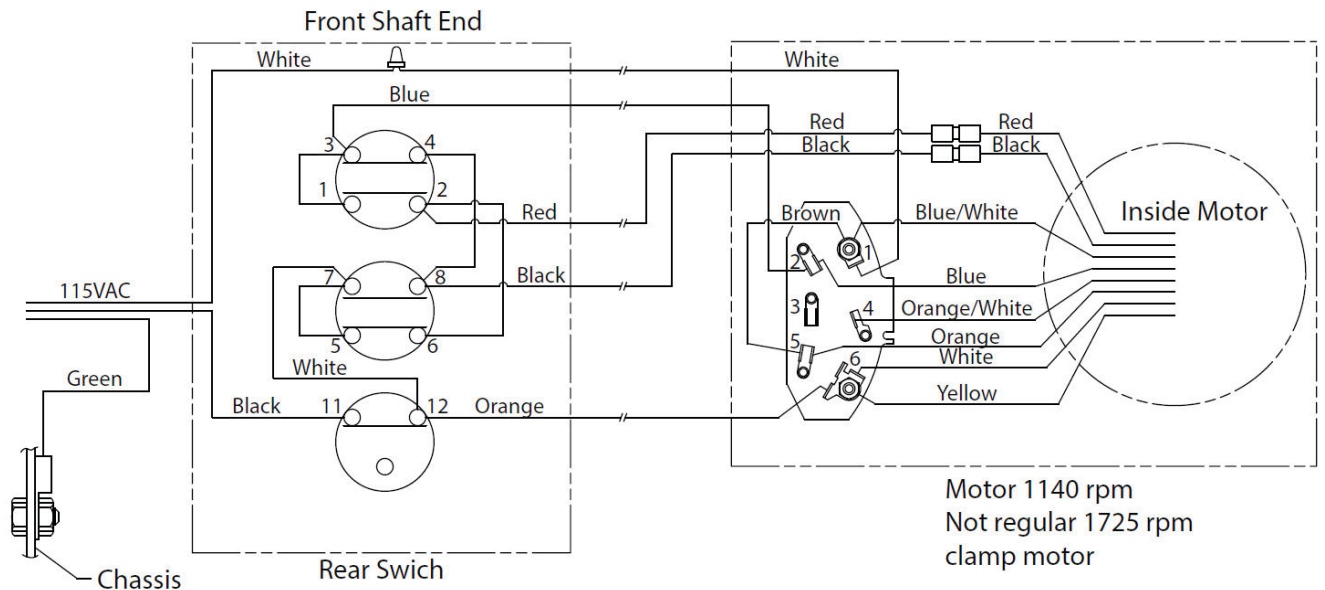 Front Shaft End
White
White
Blue
Red
Red
Black
Black
3
4
1
2
Red
Brown
Blue/White
Inside Motor
1
2
7
8
Black
Blue
115VAC
3
4
Orange/White
5
6
5
Orange
White
6
White
Green
Yellow
Black
11
12
Orange
Motor 1140 rpm
Not regular 1725 rpm
clamp motor
Rear Swich
Chassis